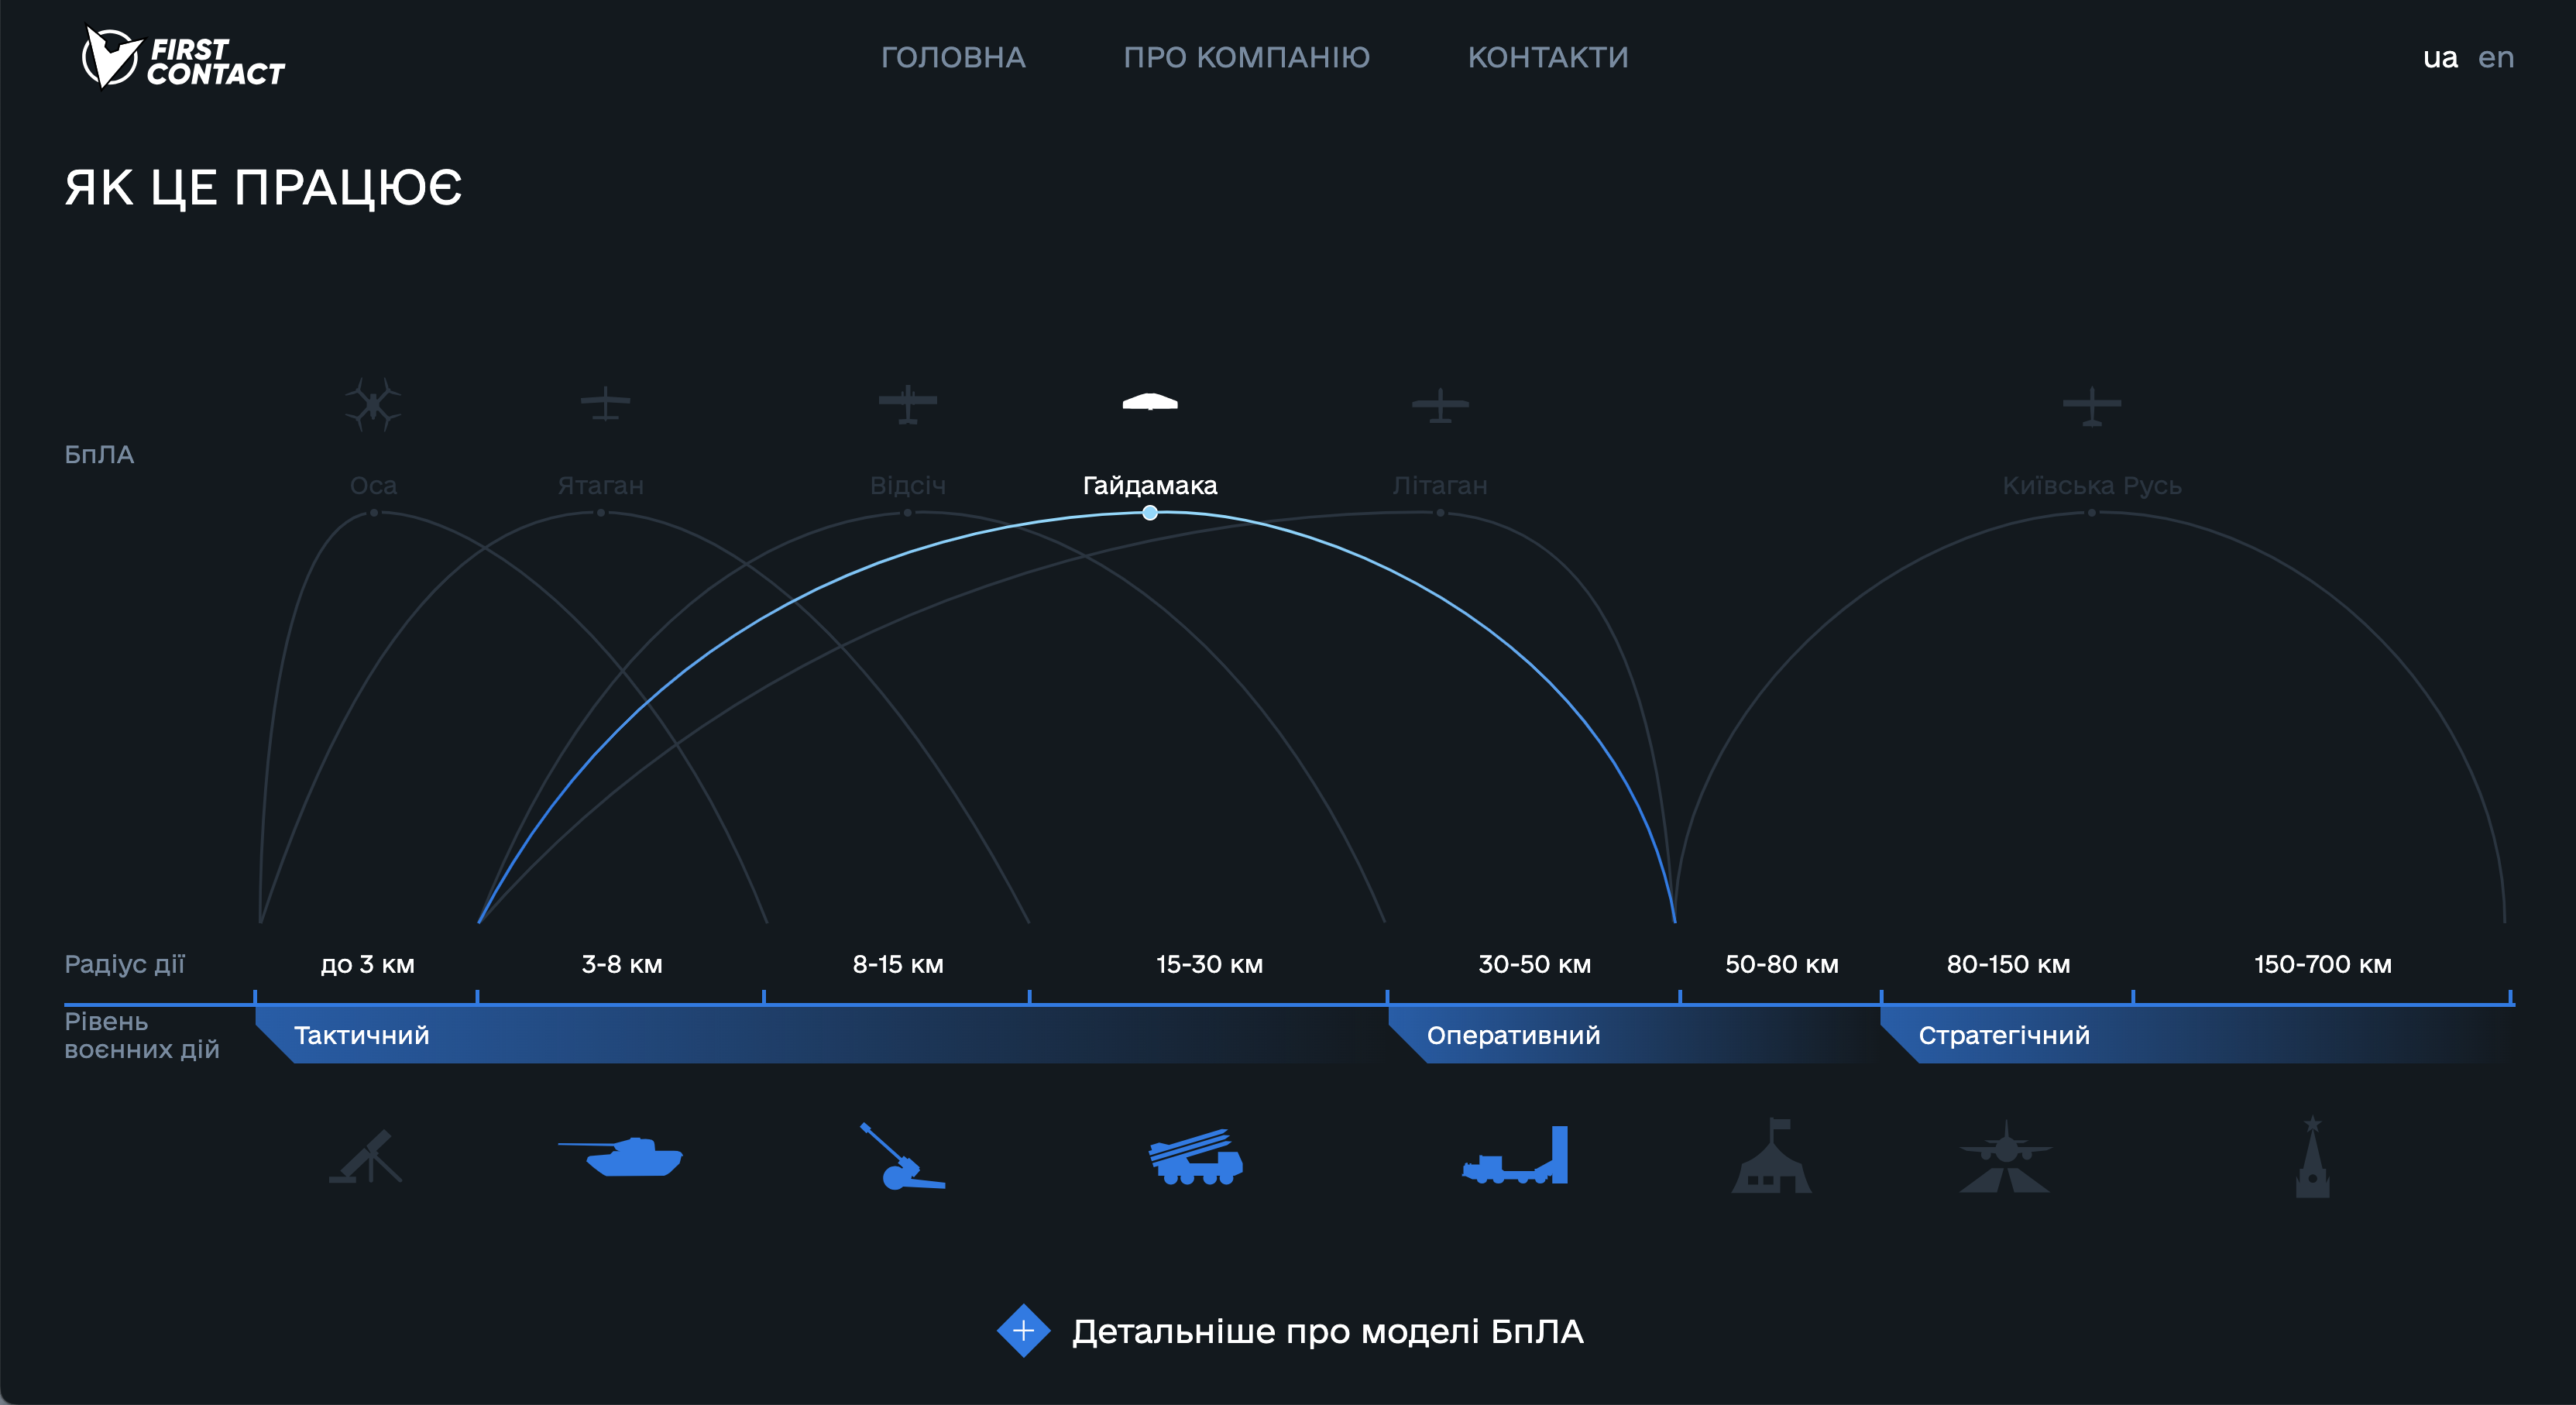 FIRST
CONTACT
ГОЛОВНА ПРО КОМПАНІЮ КОНТАКТИ
ua en
ЯК ЦЕ ПРАЦЮЄ
БпЛА
Оса Ятаган Відсіч Гайдамака Літаган Київська Русь
Радіус дії до 3 км 3-8 км 8-15 км 15-30 км 30-50 км 50-80 км 80-150 км 150-700 км
Рівень
воєнних дій
Тактичний Оперативний Стратегічний
Детальніше про моделі БпЛА